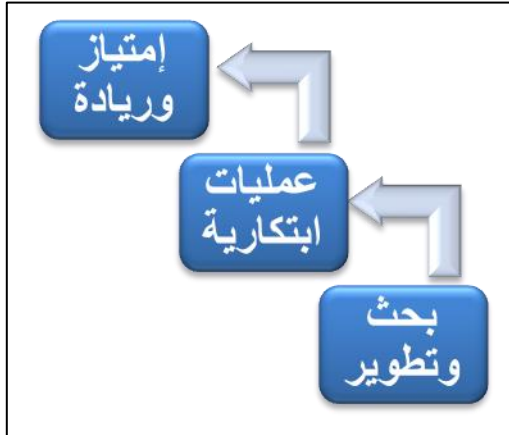 إمتياز
وريادة
عمليات
ابتكارية
بحث
وتطوير